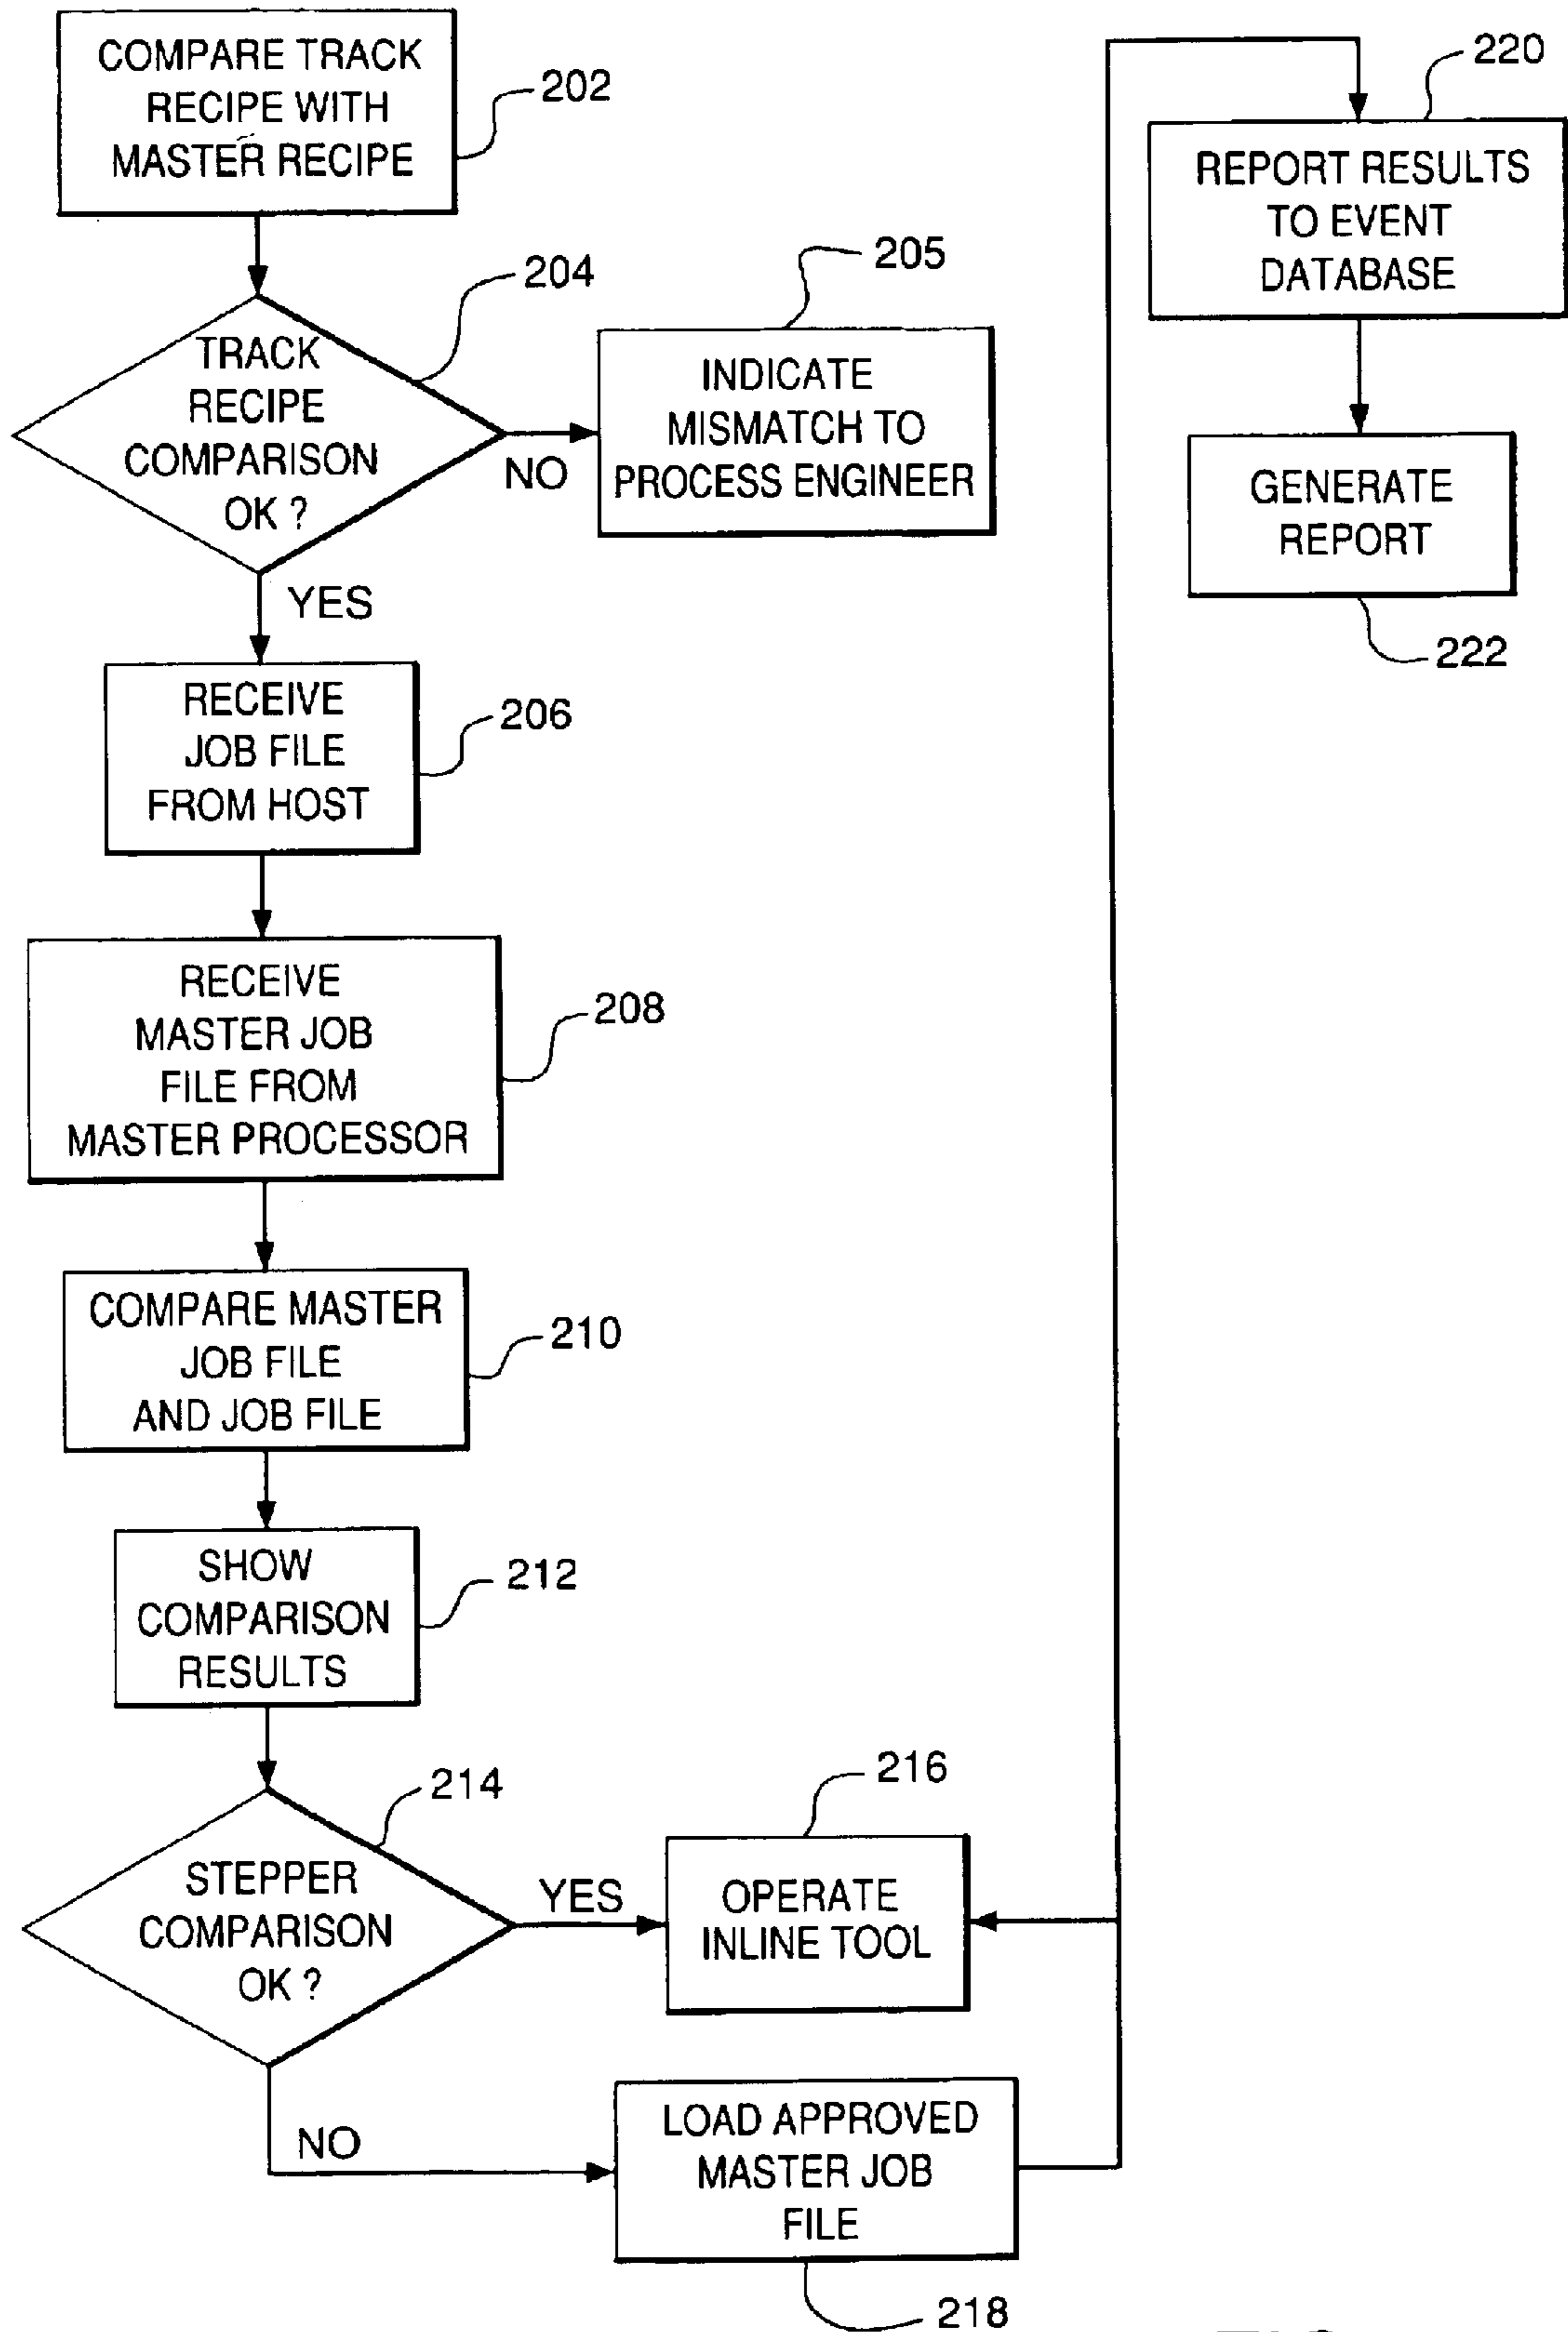 COMPARE TRACK
RECIPE WITH
MASTER RECIPE
202
TRACK
RECIPE
COMPARISON
OK ?
204
NO
INDICATE
MISMATCH TO
PROCESS ENGINEER
205
YES
RECEIVE
JOB FILE
FROM HOST
206
RECEIVE
MASTER JOB
FILE FROM
MASTER PROCESSOR
208
COMPARE MASTER
JOB FILE
AND JOB FILE
210
SHOW
COMPARISON
RESULTS
212
STEPPER
COMPARISON
OK ?
214
YES
OPERATE
INLINE TOOL
216
NO
LOAD APPROVED
MASTER JOB
FILE
218
REPORT RESULTS
TO EVENT
DATABASE
220
GENERATE
REPORT
222